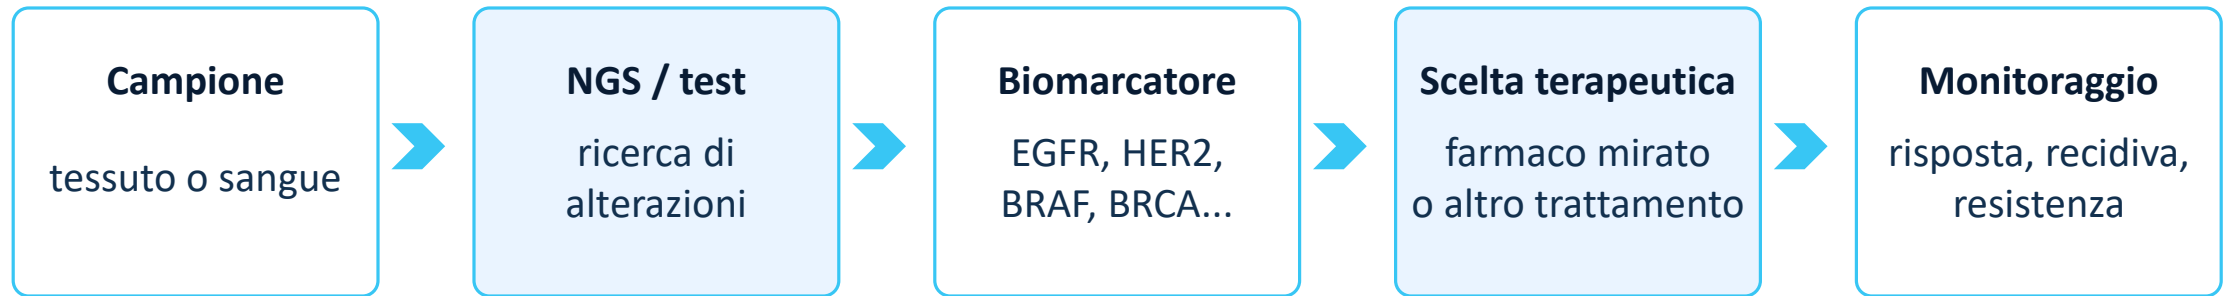 Campione
tessuto o sangue
NGS / test
ricerca di
alterazioni
Biomarcatore
EGFR, HER2,
BRAF, BRCA...
Scelta terapeutica
farmaco mirato
o altro trattamento
Monitoraggio
risposta, recidiva,
resistenza